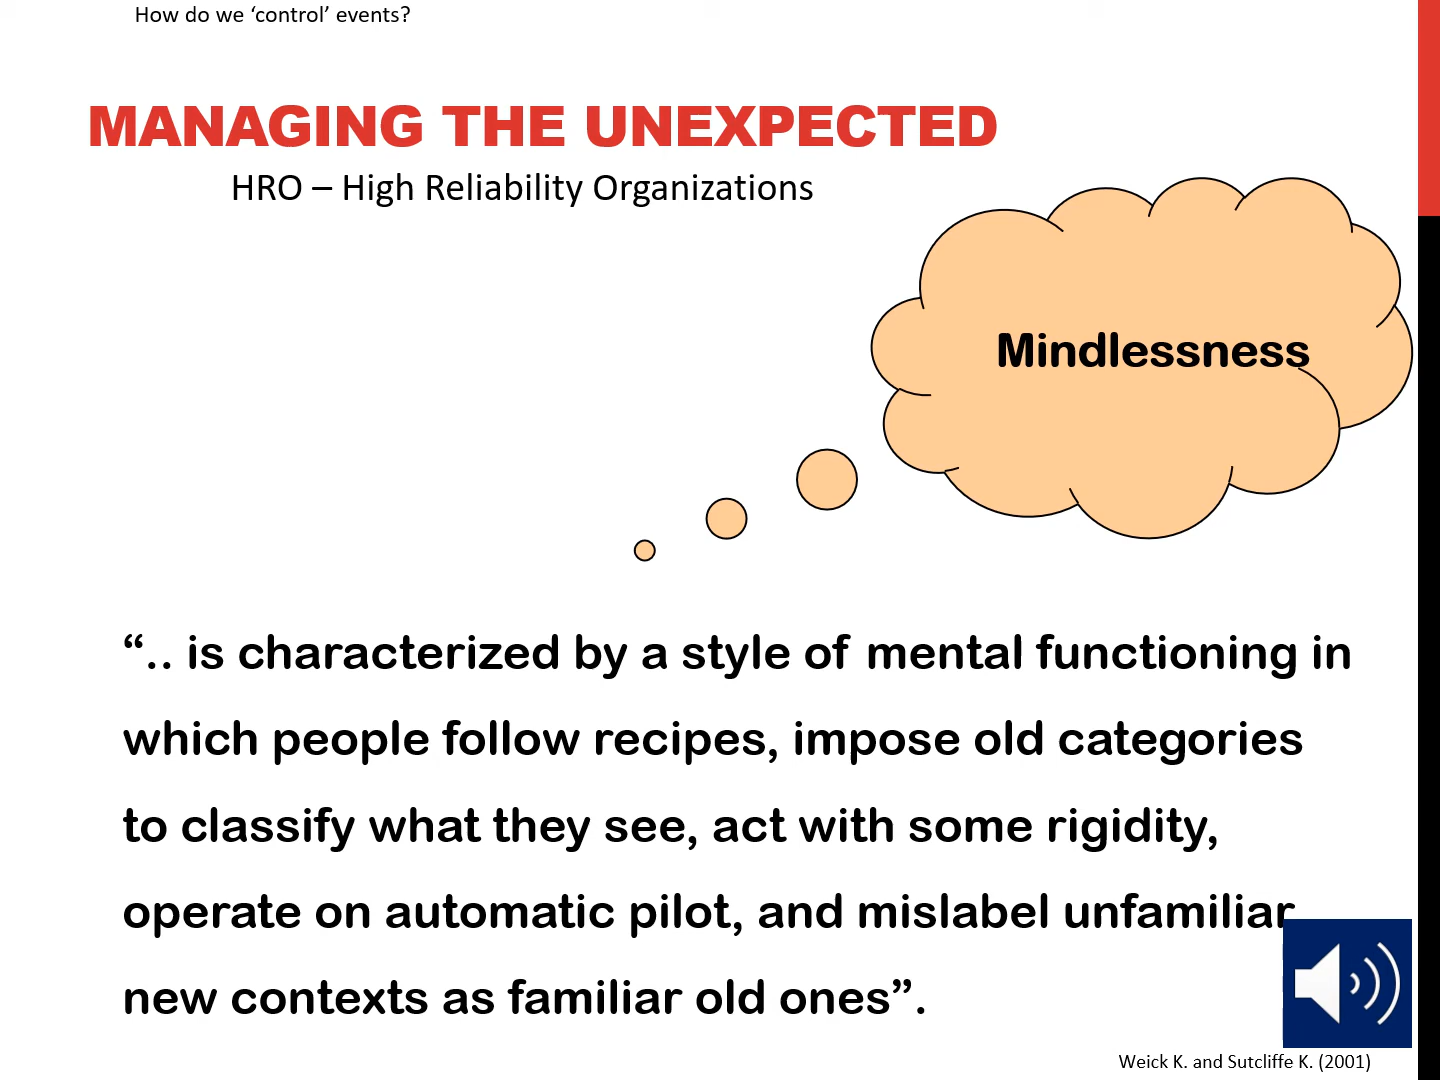 How do we ‘control’ events?
MANAGING THE UNEXPECTED
HRO – High Reliability Organizations
Mindlessness
“.. is characterized by a style of mental functioning in
which people follow recipes, impose old categories
to classify what they see, act with some rigidity,
operate on automatic pilot, and mislabel unfamiliar
new contexts as familiar old ones”.
Weick K. and Sutcliffe K. (2001)